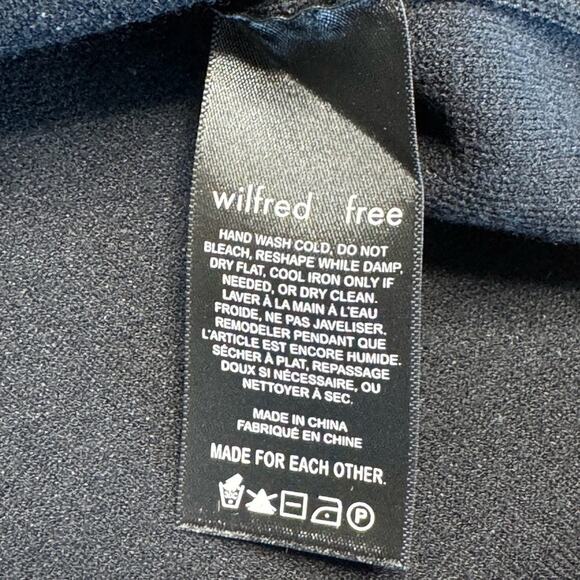 wilfred free
HAND WASH COLD, DO NOT
BLEACH, RESHAPE WHILE DAMP,
DRY FLAT, COOL IRON ONLY IF
NEEDED, OR DRY CLEAN.
LAVER À LA MAIN À L'EAU
FROIDE, NE PAS JAVELISER,
REMODELER PENDANT QUE
L'ARTICLE EST ENCORE HUMIDE.
SÉCHER À PLAT, REPASSAGE
DOUX SI NÉCESSAIRE, OU
NETTOYER À SEC.
MADE IN CHINA
FABRIQUÉ EN CHINE
MADE FOR EACH OTHER.
P